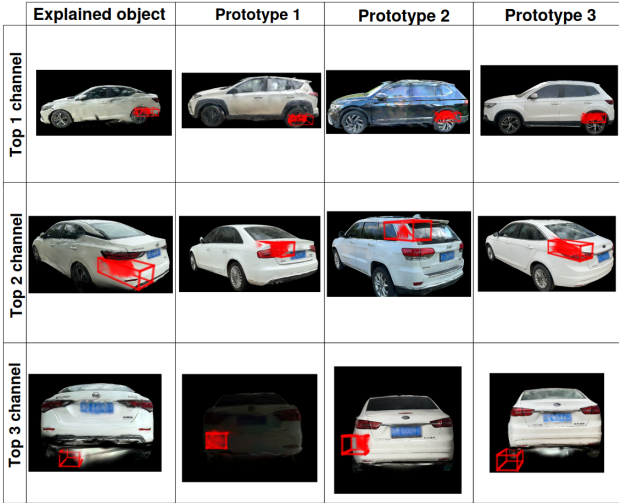 Explained object
Prototype 1
Prototype 2
Prototype 3
Top 1 channel
Top 2 channel
Top 3 channel